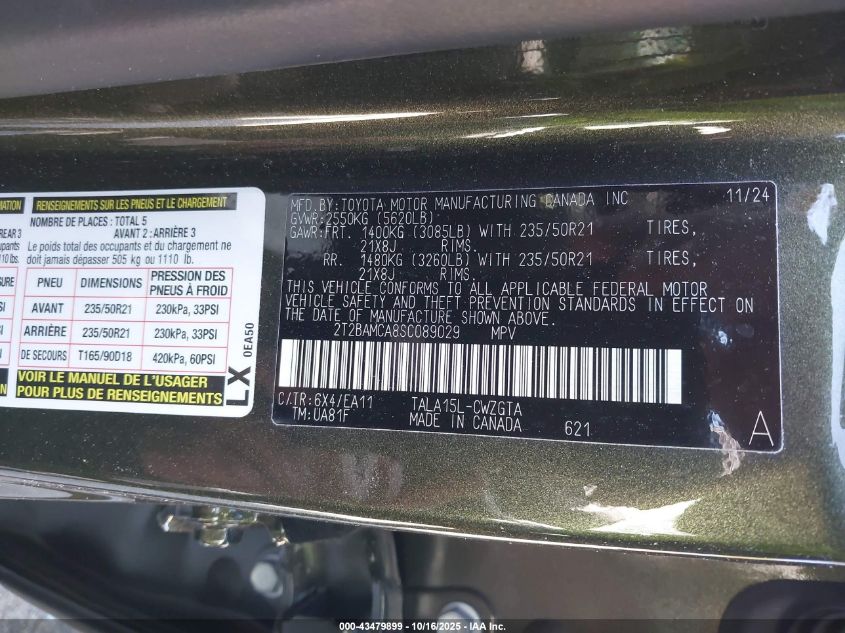 RMATION
REAR 3
cupants
110 lbs.
RENSEIGNEMENTS SUR LES PNEUS ET LE CHARGEMENT
NOMBRE DE PLACES : TOTAL 5
AVANT 2 : ARRIÈRE 3
Le poids total des occupants et du chargement ne
doit jamais dépasser 505 kg ou 1110 lb.
PNEU DIMENSIONS PRESSION DES PNEUS À FROID
AVANT 235/50R21 230kPa, 33PSI
ARRIÈRE 235/50R21 230kPa, 33PSI
DE SECOURS T165/90D18 420kPa, 60PSI
VOIR LE MANUEL DE L'USAGER
POUR PLUS DE RENSEIGNEMENTS
LX 0EA50
MFD.BY:TOYOTA MOTOR MANUFACTURING CANADA INC 11/24
GVWR:2550KG (5620LB)
GAWR:FRT. 1400KG (3085LB) WITH 235/50R21 TIRES,
21X8J RIMS.
RR. 1480KG (3260LB) WITH 235/50R21 TIRES,
21X8J RIMS.
THIS VEHICLE CONFORMS TO ALL APPLICABLE FEDERAL MOTOR
VEHICLE SAFETY AND THEFT PREVENTION STANDARDS IN EFFECT ON
THE DATE OF MANUFACTURE SHOWN ABOVE.
2T2BAMCA8SC089029 MPV
C/TR:6X4/EA11 TALA15L-CWZGTA
TM:UA81F MADE IN CANADA 621
A
000-43479899 - 10/16/2025 - IAA Inc.